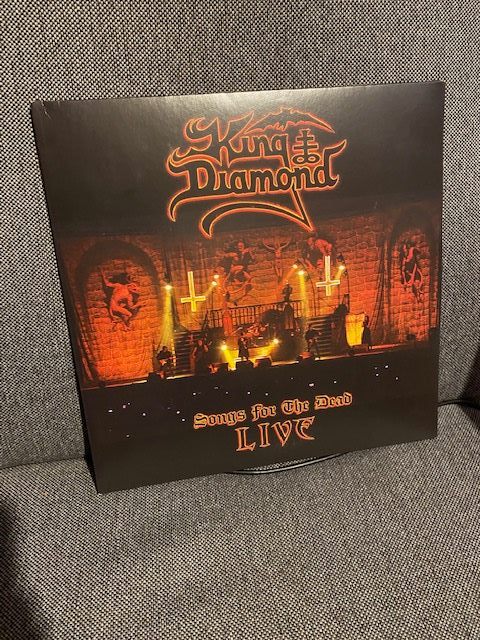 King
Diamond
Songs for The Dead
LIVE